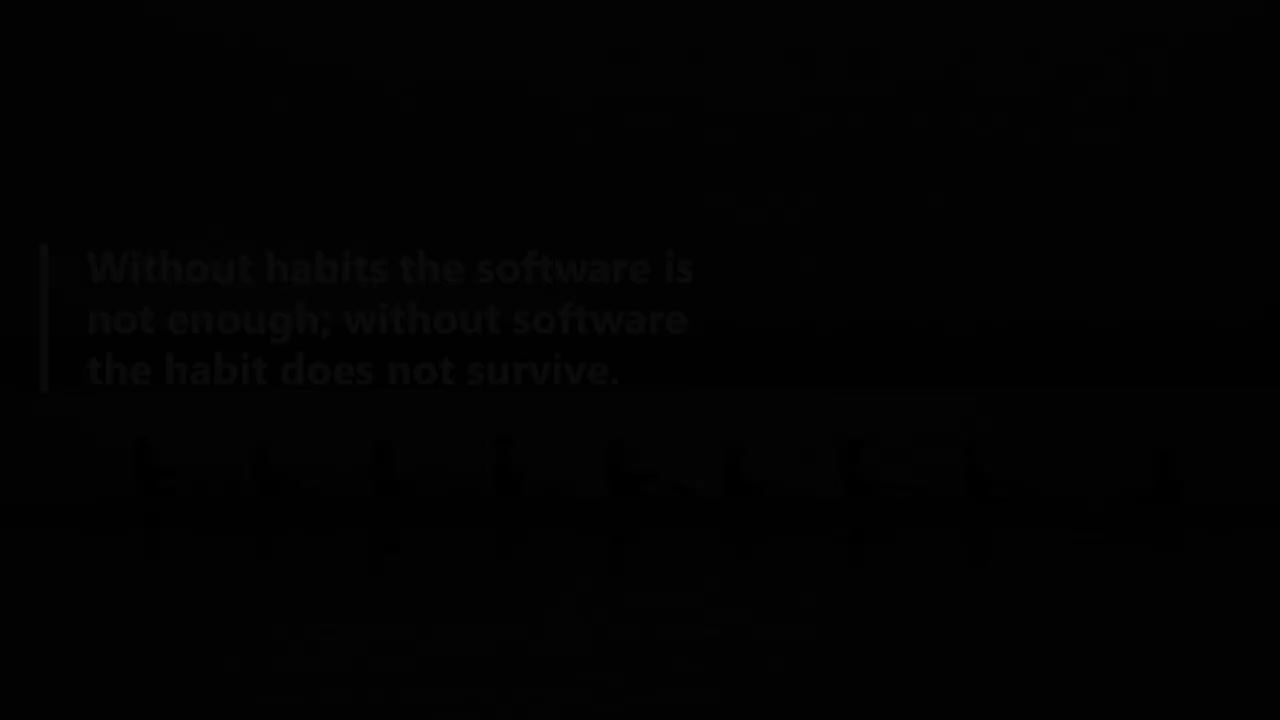 Without habits the software is
not enough; without software
the habit does not survive.